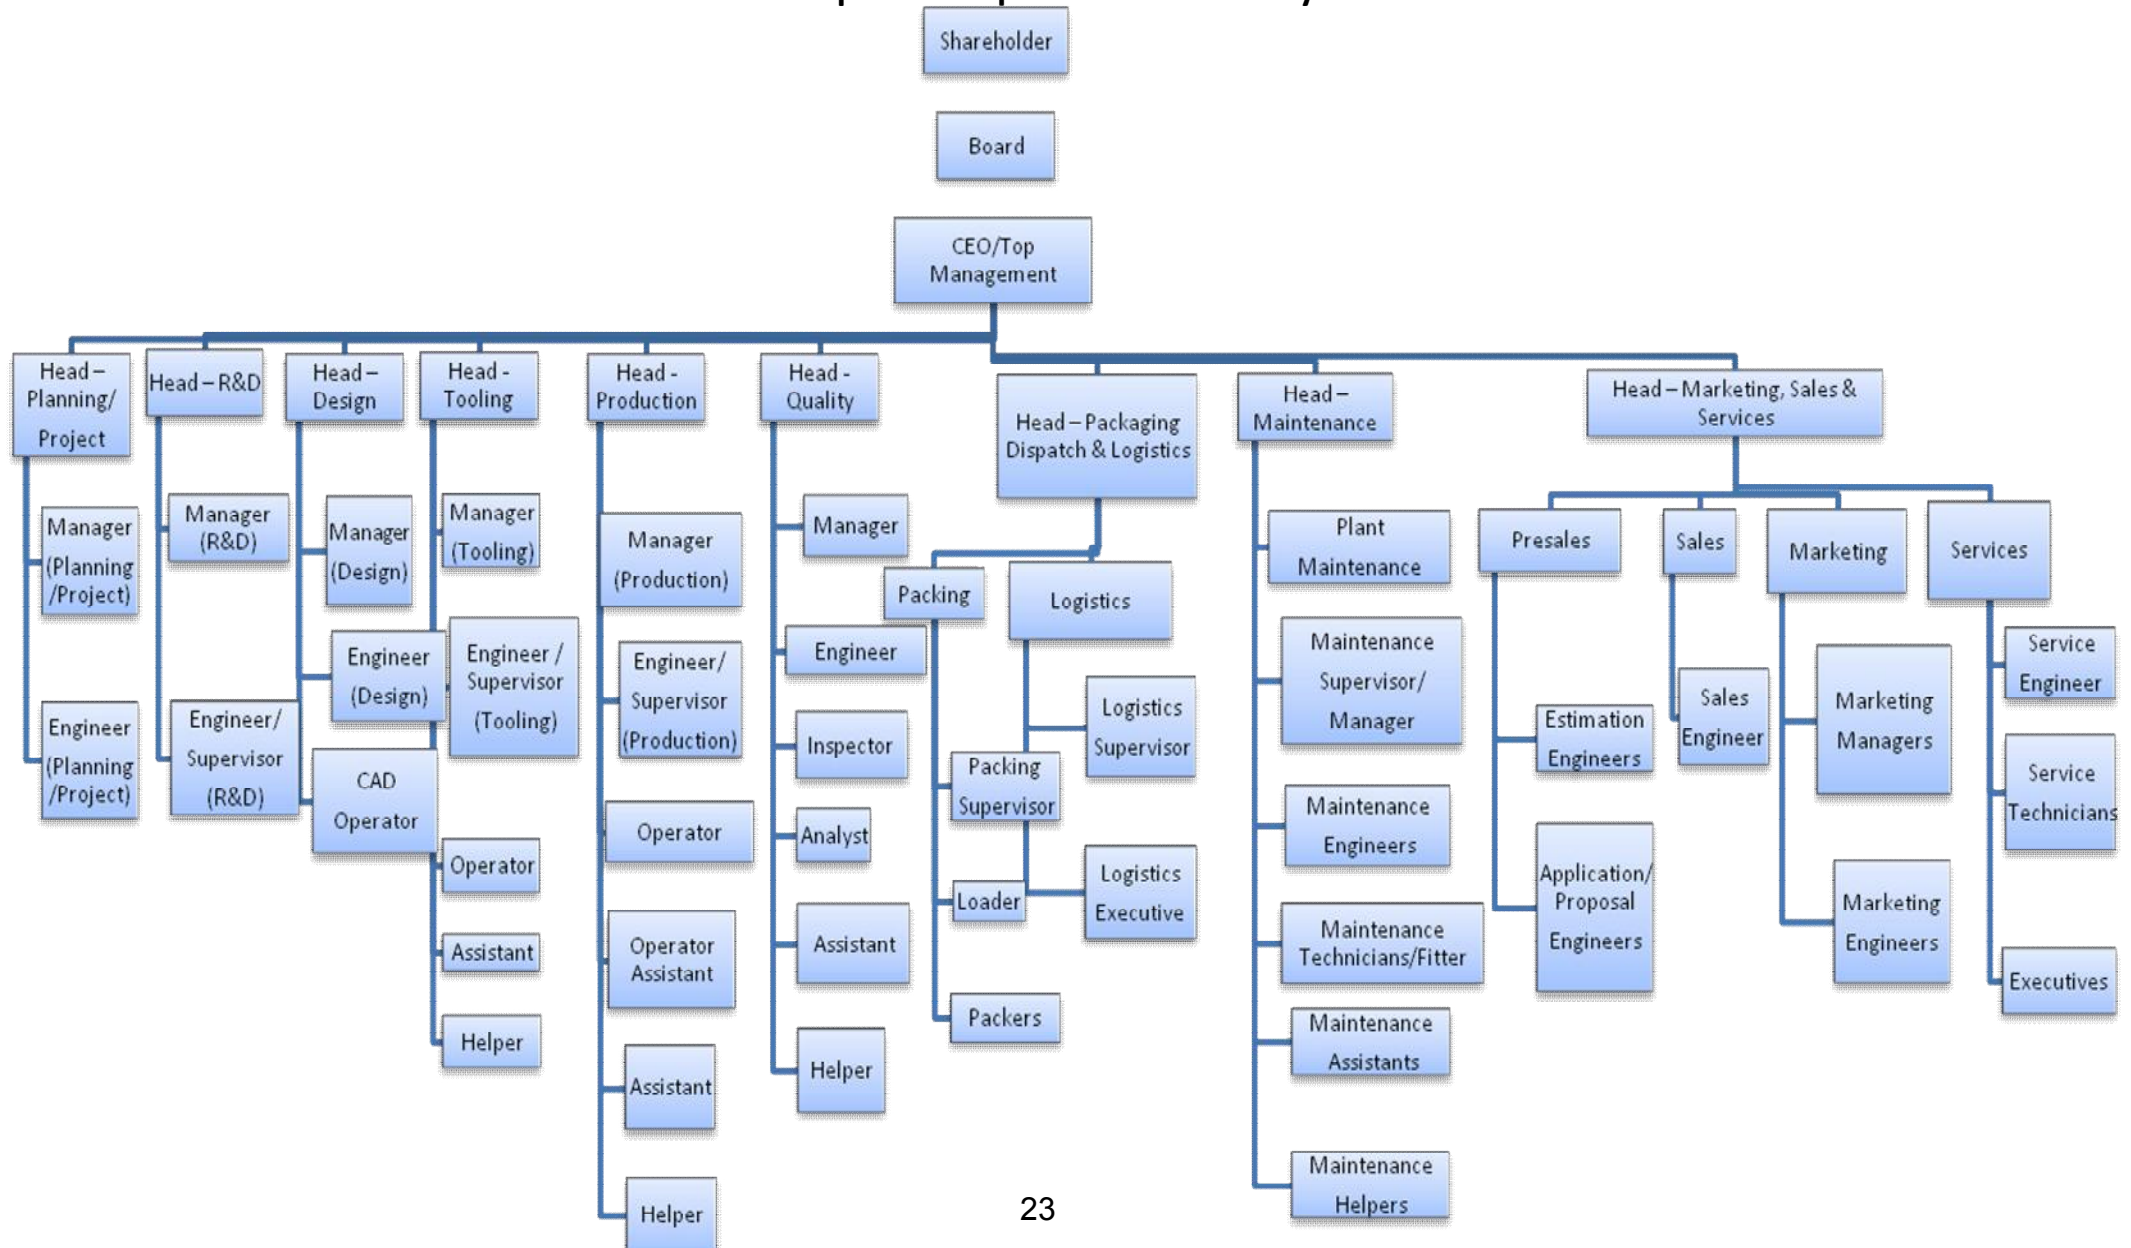 Shareholder
Board
CEO/Top
Management
Head –
Planning/
Project
Head – R&D
Head –
Design
Head -
Tooling
Head -
Production
Head -
Quality
Head – Packaging
Dispatch & Logistics
Head –
Maintenance
Head – Marketing, Sales &
Services
Manager
(Planning
/Project)
Engineer
(Planning
/Project)
Manager
(R&D)
Engineer/
Supervisor
(R&D)
Manager
(Design)
Engineer
(Design)
CAD
Operator
Manager
(Tooling)
Engineer /
Supervisor
(Tooling)
Operator
Assistant
Helper
Manager
(Production)
Engineer/
Supervisor
(Production)
Operator
Operator
Assistant
Assistant
Helper
Manager
Engineer
Inspector
Analyst
Assistant
Helper
Packing
Packing
Supervisor
Loader
Packers
Logistics
Logistics
Supervisor
Logistics
Executive
Plant
Maintenance
Maintenance
Supervisor/
Manager
Maintenance
Engineers
Maintenance
Technicians/Fitter
Maintenance
Assistants
Maintenance
Helpers
Presales
Estimation
Engineers
Application/
Proposal
Engineers
Sales
Sales
Engineer
Marketing
Marketing
Managers
Marketing
Engineers
Services
Service
Engineer
Service
Technicians
Executives
23